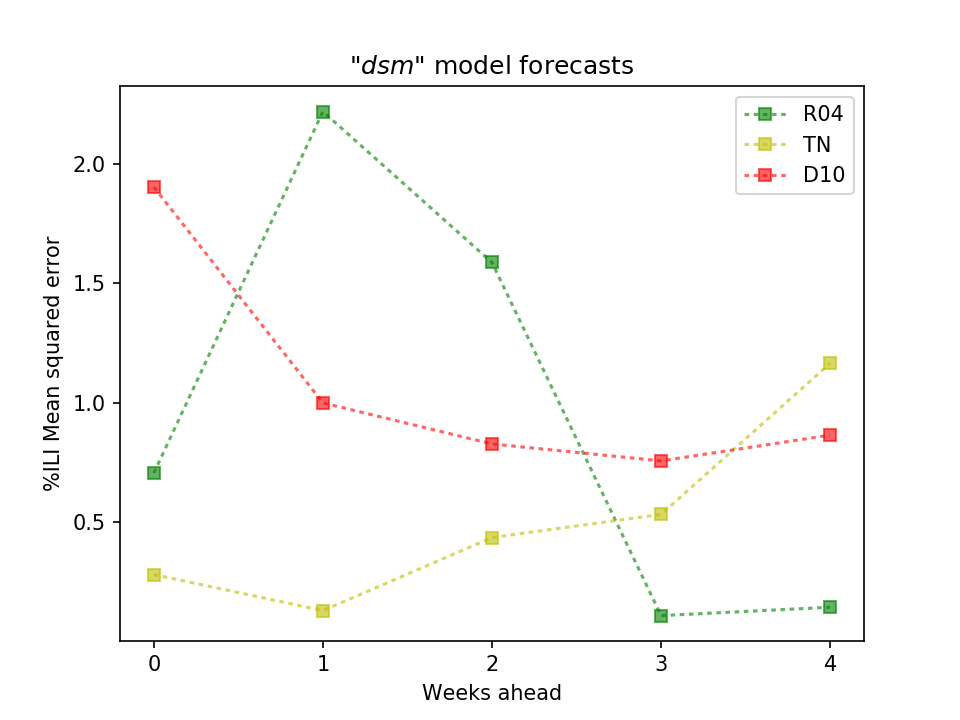 "dsm" model forecasts
R04
TN
D10
%ILI Mean squared error
2.0
1.5
1.0
0.5
0 1 2 3 4
Weeks ahead